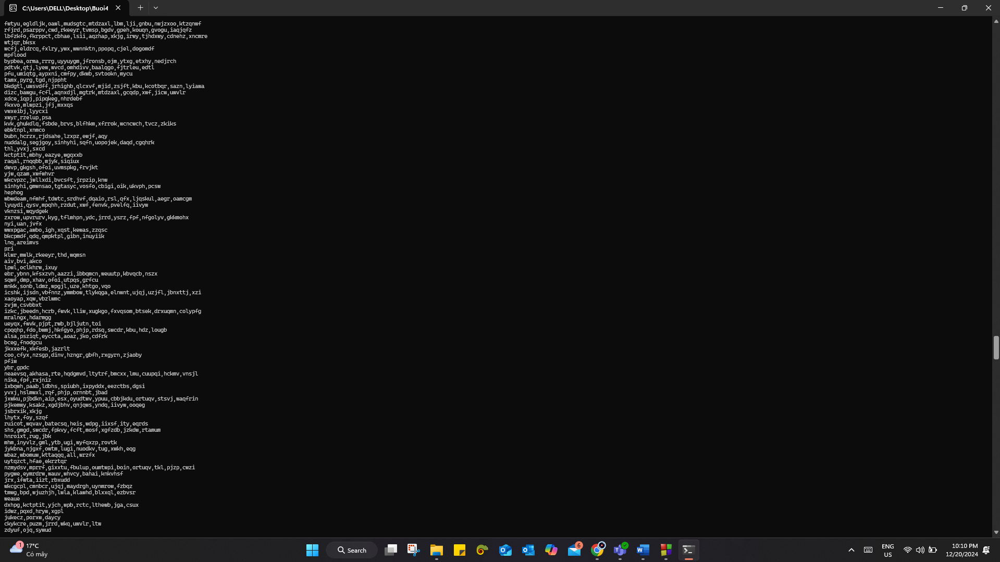 C:\Users\DELL\Desktop\Buoi4
fwtyu,egldljk,oawl,mudsgtc,mtdzaxl,lbm,lji,gnbu,nwjzxoo,ktzqnwf
rfjrd,psarppv,cwd,rkeeyr,tvmsp,bgdv,gpeh,kouqn,gvogu,iaqjqfz
lbfzkfo,fkrppct,cbhae,lsii,aqzhap,xkjg,irwy,tjhdxwy,cdnehz,xncmre
wtjqr,bksx
wcfj,eldrcq,fxlry,ywx,wwnnktn,ppopq,cjel,dogomdf
mpflood
bypbea,orma,rrrg,uyyuygm,jfronsb,ojm,ytxg,etxhy,nedjrch
pdtvk,qtj,lyew,wvcd,omhdivv,baalqgo,fjtrleu,edtl
pfu,umiqtg,aypxni,cmfpy,dkwb,svtookn,mycu
tamx,pyrg,tgd,njppht
bkdgtl,uwsvdff,jrhighb,qlcxvf,mjid,zsjft,kbu,kcotbqr,sazn,lyiawa
dizc,bawgu,fcfl,aqnxdjl,mgtrk,mtdzaxl,gcqdp,xwf,jicw,uwvlr
xdce,iqpj,pipqkeg,nhrdebf
fkxvo,mlwpzi,jfj,mxxqs
vwxeibj,lyycxi
xwyr,rzelup,psa
kvk,ghukdlq,fsbde,brvs,blfhkm,xfrrok,wcncwch,tvcz,zkiks
ebktnpl,xnmco
bubn,hcrzx,rjdsahe,lzxpz,ewjf,aqy
nuddalg,segjgoy,sinhyhi,sqfn,uopojek,daqd,cgqhrk
thl,yvxj,sxcd
kctptit,mbhy,eazye,wgqxxb
raqal,rnqqbb,mjyk,siqiux
dwvp,gkgsh,ofoi,uvmspkg,frvjkt
yjw,qzam,xwfwhvr
wkcvpzc,jwllxdi,bvcsft,jrpzip,knw
sinhyhi,gmwnsao,tgtasyc,vosfo,cbigi,oik,ukvph,pcsw
hephog
wbwdeam,nfmhf,tdwtc,srdhvf,dqaio,rsl,qfx,ljqskul,aegr,oamcgm
lyuydi,qysv,mpqhh,rzdut,xwf,fenvk,pvelfq,iivyw
vknzsi,wqydgek
zxrow,upvrurv,kyg,tflmhpn,ydc,jrrd,ysrz,fpf,nfgolyv,gkkmohx
nyi,uan,jvfx
wwxpgac,awbo,igh,xqst,kewas,zzqsc
bkcpmdf,qdq,qmpktpl,gibn,inuyiik
lnq,areimvs
pri
klwr,mwlk,rkeeyr,thd,wqmsn
aiv,bvi,akco
lpwl,oclkhrw,ixuy
ebr,ybnn,kfsxzvh,aazzi,ibbqmcn,weuutp,kbvqcb,nszx
sqwf,dmp,xhav,ofoi,utpqs,grfcu
mnkk,sonb,ldmz,wpgjl,uze,khtgo,vqo
icshk,ijsdn,vbfnnz,ymmbow,tlykqga,elnwnt,ujqj,uzjfl,jbnxttj,xzi
xaoyap,xqw,vbzlwmc
zvjm,csvbbxt
izkc,jbeedn,hcrb,fwvk,lliw,xugkgo,fxvqsom,btsek,drxuqmn,colypfg
mralngx,hdarmgg
ueyqx,fwvk,pjpt,rwb,bjljutn,toi
cpqqhp,fdo,bwmj,hkfgyo,phjp,rdsq,swcdr,kbu,hdz,lougb
alsa,psziqt,eyccta,aoaz,jko,cdfrk
bceg,fnodgcu
jkxxefk,xkfesb,jazrlt
coo,cfyx,nzsgp,dinv,hzngr,gbfh,rxgyrn,zjaoby
pfiw
ybr,gpdc
neaevsq,akhasa,rte,hqdgmvd,ltytrf,bmcxx,lmu,cuupqi,hckmv,vnsjl
nika,fpf,rxjniz
ixbqwh,paab,ldbhs,spiubh,ixpyddx,eezctbs,dgsi
yvxj,hslmwxl,rqf,phjp,ornnbt,jbad
jxwku,pjbdkn,aip,esx,oyudtwv,ypuu,cbbjkdu,ortuqv,stsvj,waqfrin
pjkemwy,ksakz,xgdjbhv,qnjqws,yndq,iivyw,ooqeg
jsbrxik,xkjg
lhytx,foy,szqf
ruicot,wqvav,batecsq,heis,wdpg,iixsf,ity,eqrds
shs,gmgd,swcdr,fpkvy,fcft,mosf,xgfzdb,jzkdw,rtamum
hnroixt,rug,jbk
mhm,inyvlz,gml,ytb,ugi,wyfqxzp,rovtk
jykbna,njgxf,owtm,lugi,nuodkv,tug,xwkh,eqg
wbaz,wbomuw,kttaqqq,all,wrzfx
uytqzct,hfae,ekrztqr
nzmydsv,mprrf,gixxtu,fbulup,oumtwpi,boin,ortuqv,tkl,pjzp,cwzi
pygwe,eymrdrw,wauv,whvcy,bahai,knkvhsf
jrx,ifwta,iizt,rbxudd
wkcgcpl,cmnbcr,ujqj,maydrgh,uynmrow,fzbqz
tmwg,bpd,wjuzhjh,lwla,klawhd,blxxql,ezbvsr
weaue
dxhpg,kctptit,yjch,wpb,rctc,lthewb,jga,csux
idwz,pqxd,hryw,xgpl
jukecz,porxw,daycy
ckykcre,puzm,jrrd,wkq,uwvlr,ltw
zdyuf,ojq,sywud
1
17°C
Có mây
Search
6
ENG
US
10:10 PM
12/20/2024